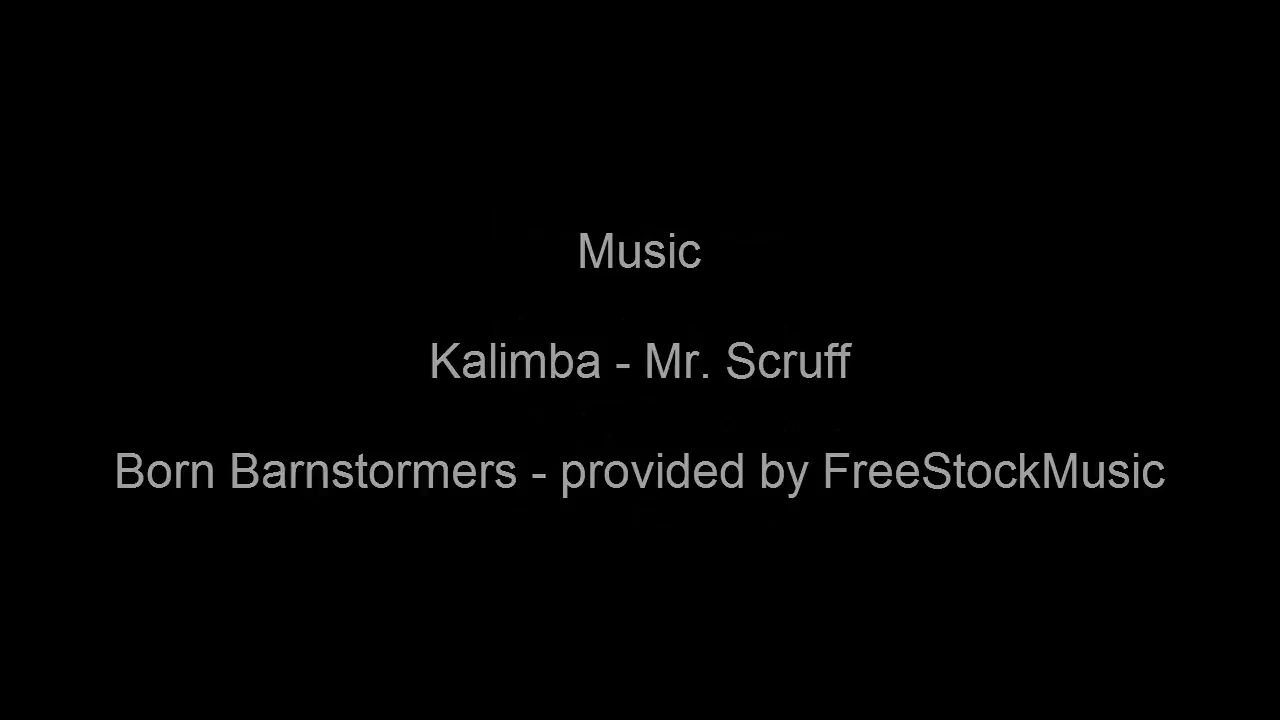 Music
Kalimba - Mr. Scruff
Born Barnstormers - provided by FreeStockMusic